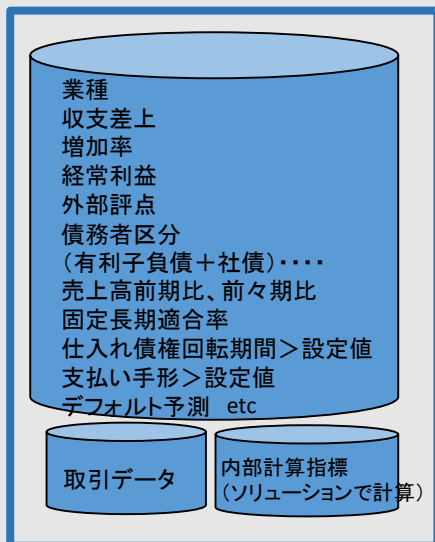 業種
収支差上
増加率
経常利益
外部評点
債務者区分
(有利子負債+社債)・・・・
売上高前期比、前々期比
固定長期適合率
仕入れ債権回転期間>設定値
支払い手形>設定値
デフォルト予測 etc
取引データ
内部計算指標
(ソリューションで計算)